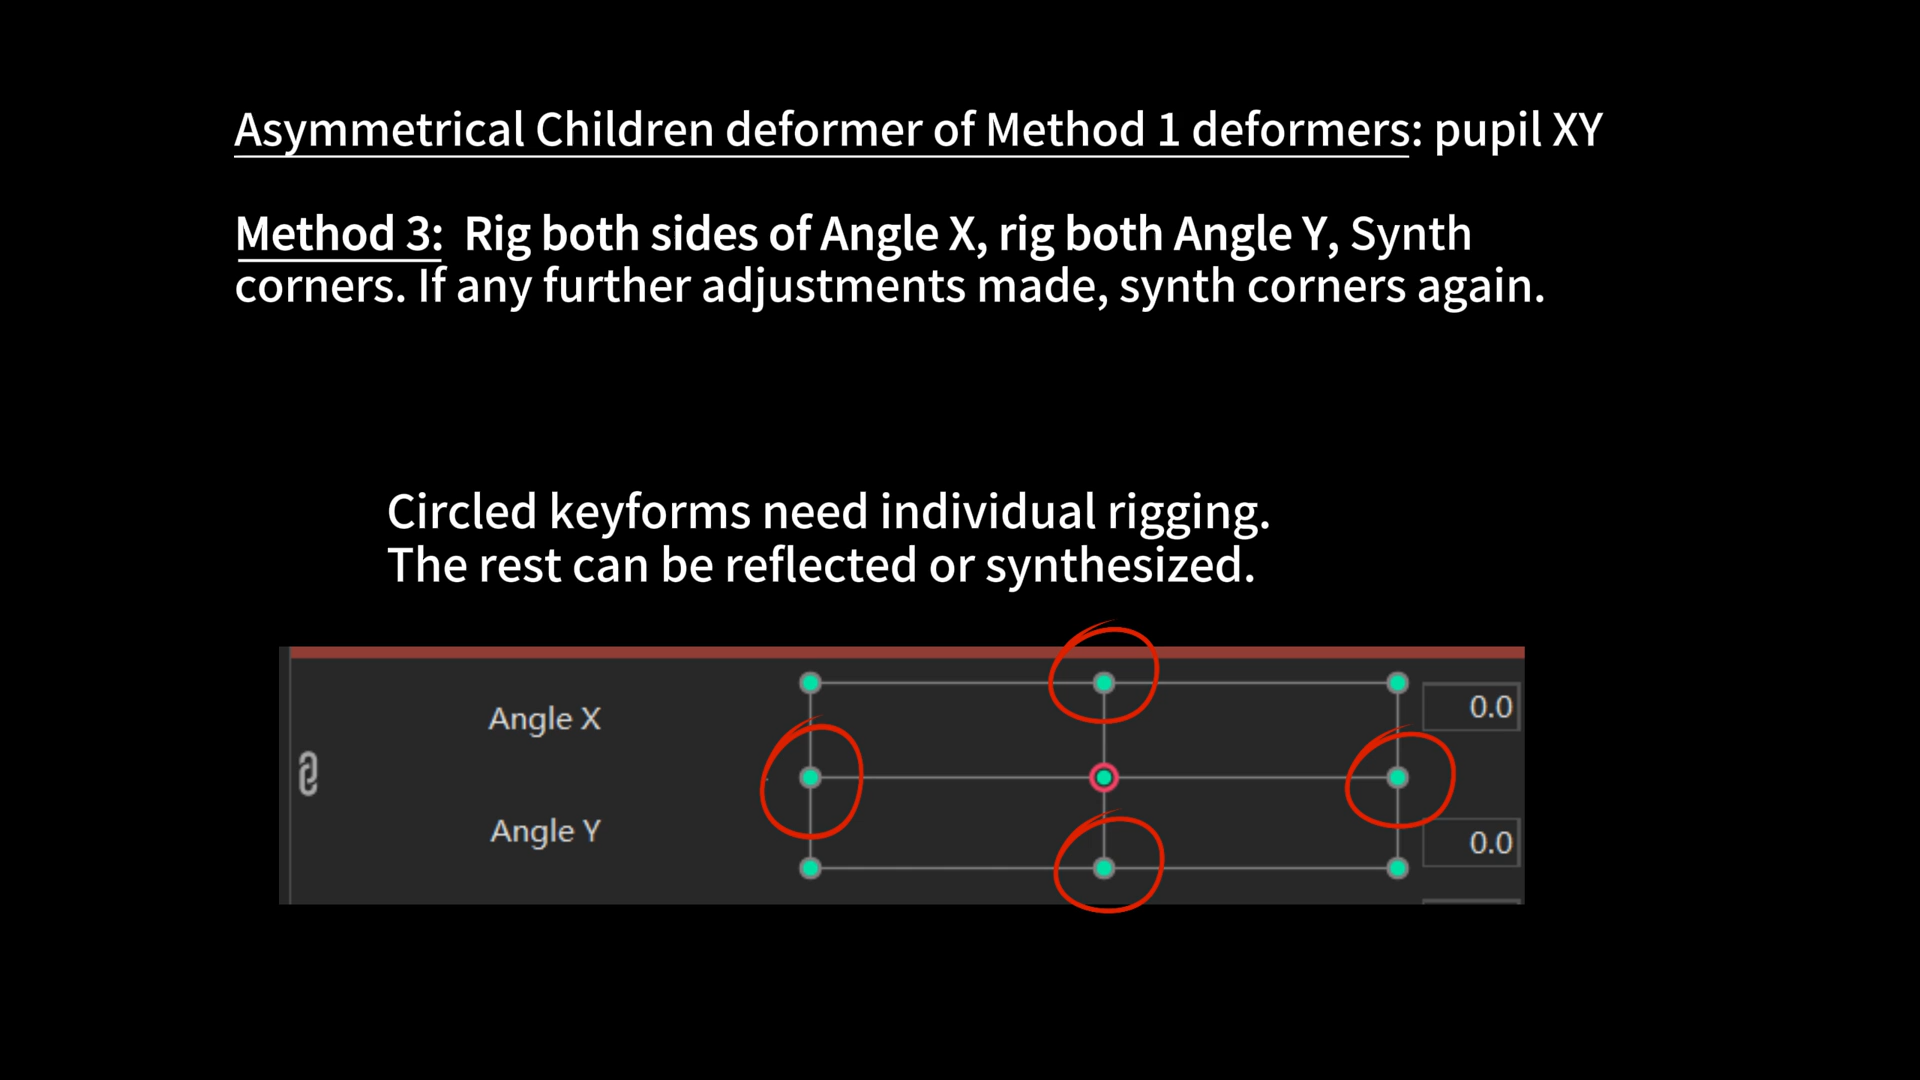 Asymmetrical Children deformer of Method 1 deformers: pupil XY
Method 3: Rig both sides of Angle X, rig both Angle Y, Synth
corners. If any further adjustments made, synth corners again.
Circled keyforms need individual rigging.
The rest can be reflected or synthesized.
Angle X
0.0
Angle Y
0.0